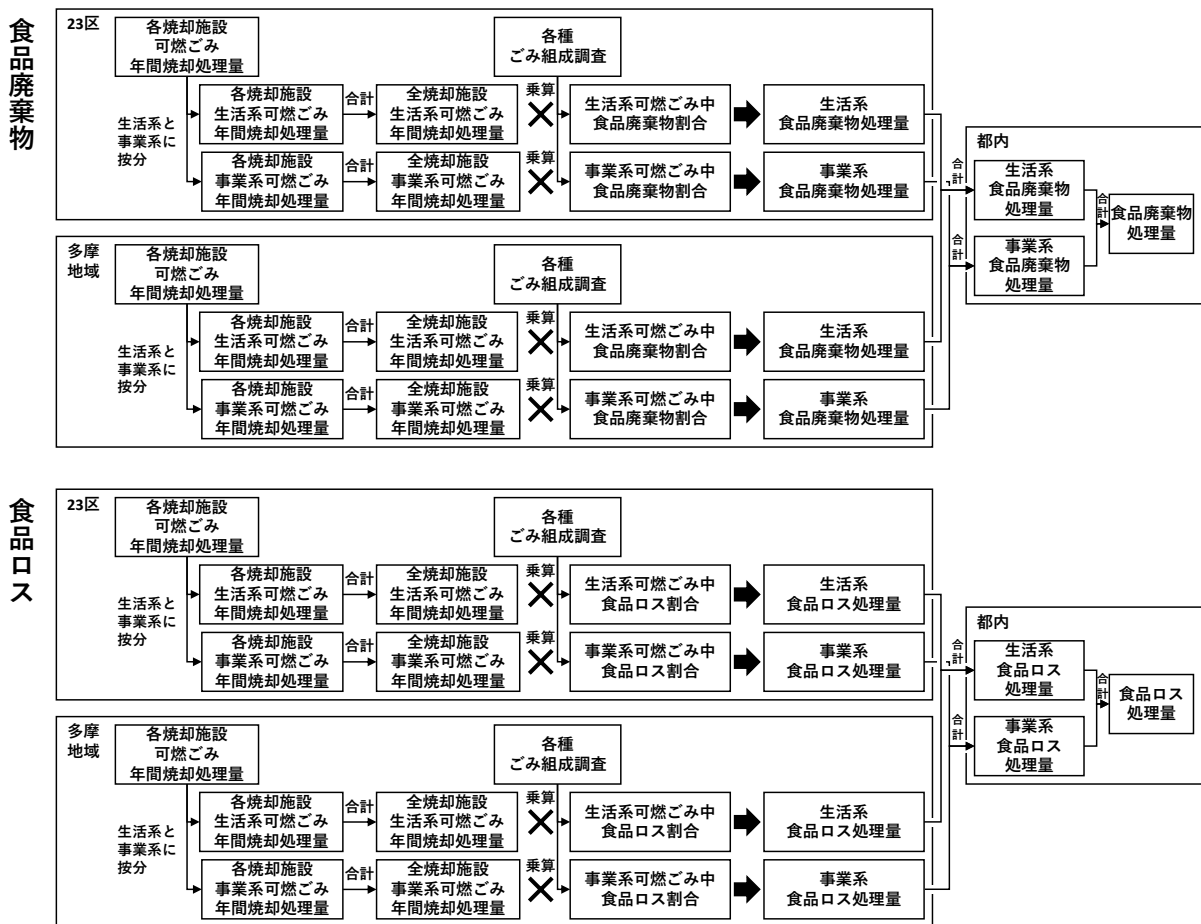 食品廃棄物
23区
各焼却施設
可燃ごみ
年間焼却処理量
各種
ごみ組成調査
生活系と
事業系に
按分
各焼却施設
生活系可燃ごみ
年間焼却処理量
合計
全焼却施設
生活系可燃ごみ
年間焼却処理量
乗算
生活系可燃ごみ中
食品廃棄物割合
生活系
食品廃棄物処理量
各焼却施設
事業系可燃ごみ
年間焼却処理量
合計
全焼却施設
事業系可燃ごみ
年間焼却処理量
乗算
事業系可燃ごみ中
食品廃棄物割合
事業系
食品廃棄物処理量
多摩
地域
各焼却施設
可燃ごみ
年間焼却処理量
各種
ごみ組成調査
生活系と
事業系に
按分
各焼却施設
生活系可燃ごみ
年間焼却処理量
合計
全焼却施設
生活系可燃ごみ
年間焼却処理量
乗算
生活系可燃ごみ中
食品廃棄物割合
生活系
食品廃棄物処理量
各焼却施設
事業系可燃ごみ
年間焼却処理量
合計
全焼却施設
事業系可燃ごみ
年間焼却処理量
乗算
事業系可燃ごみ中
食品廃棄物割合
事業系
食品廃棄物処理量
都内
合計
生活系
食品廃棄物
処理量
合計
事業系
食品廃棄物
処理量
合計
食品廃棄物
処理量
食品ロス
23区
各焼却施設
可燃ごみ
年間焼却処理量
各種
ごみ組成調査
生活系と
事業系に
按分
各焼却施設
生活系可燃ごみ
年間焼却処理量
合計
全焼却施設
生活系可燃ごみ
年間焼却処理量
乗算
生活系可燃ごみ中
食品ロス割合
生活系
食品ロス処理量
各焼却施設
事業系可燃ごみ
年間焼却処理量
合計
全焼却施設
事業系可燃ごみ
年間焼却処理量
乗算
事業系可燃ごみ中
食品ロス割合
事業系
食品ロス処理量
多摩
地域
各焼却施設
可燃ごみ
年間焼却処理量
各種
ごみ組成調査
生活系と
事業系に
按分
各焼却施設
生活系可燃ごみ
年間焼却処理量
合計
全焼却施設
生活系可燃ごみ
年間焼却処理量
乗算
生活系可燃ごみ中
食品ロス割合
生活系
食品ロス処理量
各焼却施設
事業系可燃ごみ
年間焼却処理量
合計
全焼却施設
事業系可燃ごみ
年間焼却処理量
乗算
事業系可燃ごみ中
食品ロス割合
事業系
食品ロス処理量
都内
合計
生活系
食品ロス
処理量
合計
事業系
食品ロス
処理量
合計
食品ロス
処理量